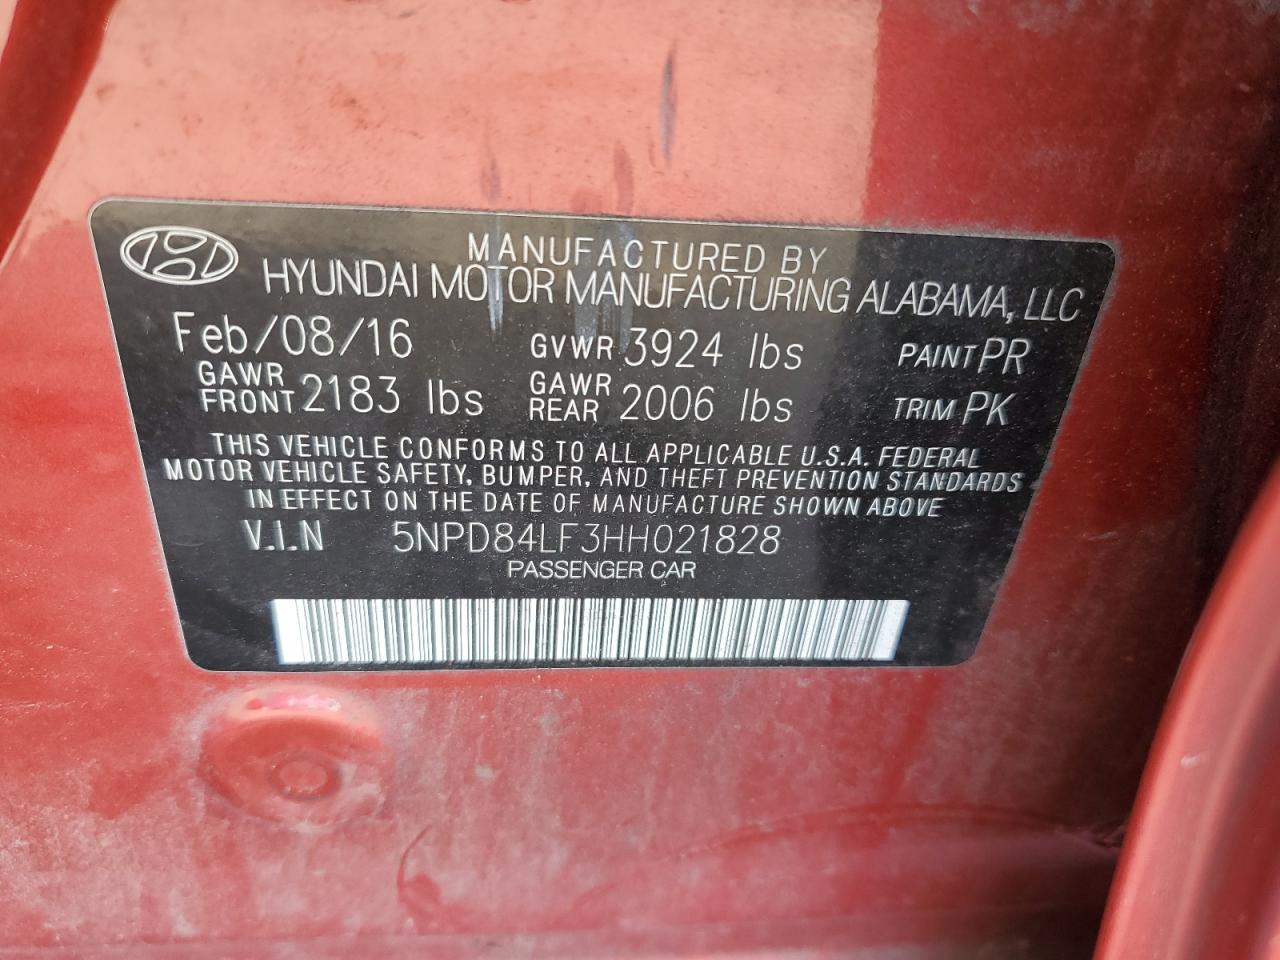 MANUFACTURED BY
HYUNDAI MOTOR MANUFACTURING ALABAMA, LLC
Feb/08/16 GVWR 3924 lbs PAINT PR
GAWR FRONT 2183 lbs GAWR REAR 2006 lbs TRIM PK
THIS VEHICLE CONFORMS TO ALL APPLICABLE U.S.A. FEDERAL
MOTOR VEHICLE SAFETY, BUMPER, AND THEFT PREVENTION STANDARDS
IN EFFECT ON THE DATE OF MANUFACTURE SHOWN ABOVE
V.I.N 5NPD84LF3HH021828
PASSENGER CAR